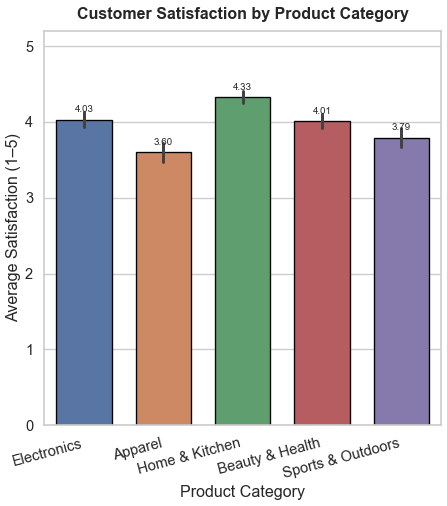 Customer Satisfaction by Product Category
Average Satisfaction (1–5)
5
4
3
2
1
0
4.03
3.60
4.33
4.01
3.79
Electronics
Apparel
Home & Kitchen
Beauty & Health
Sports & Outdoors
Product Category